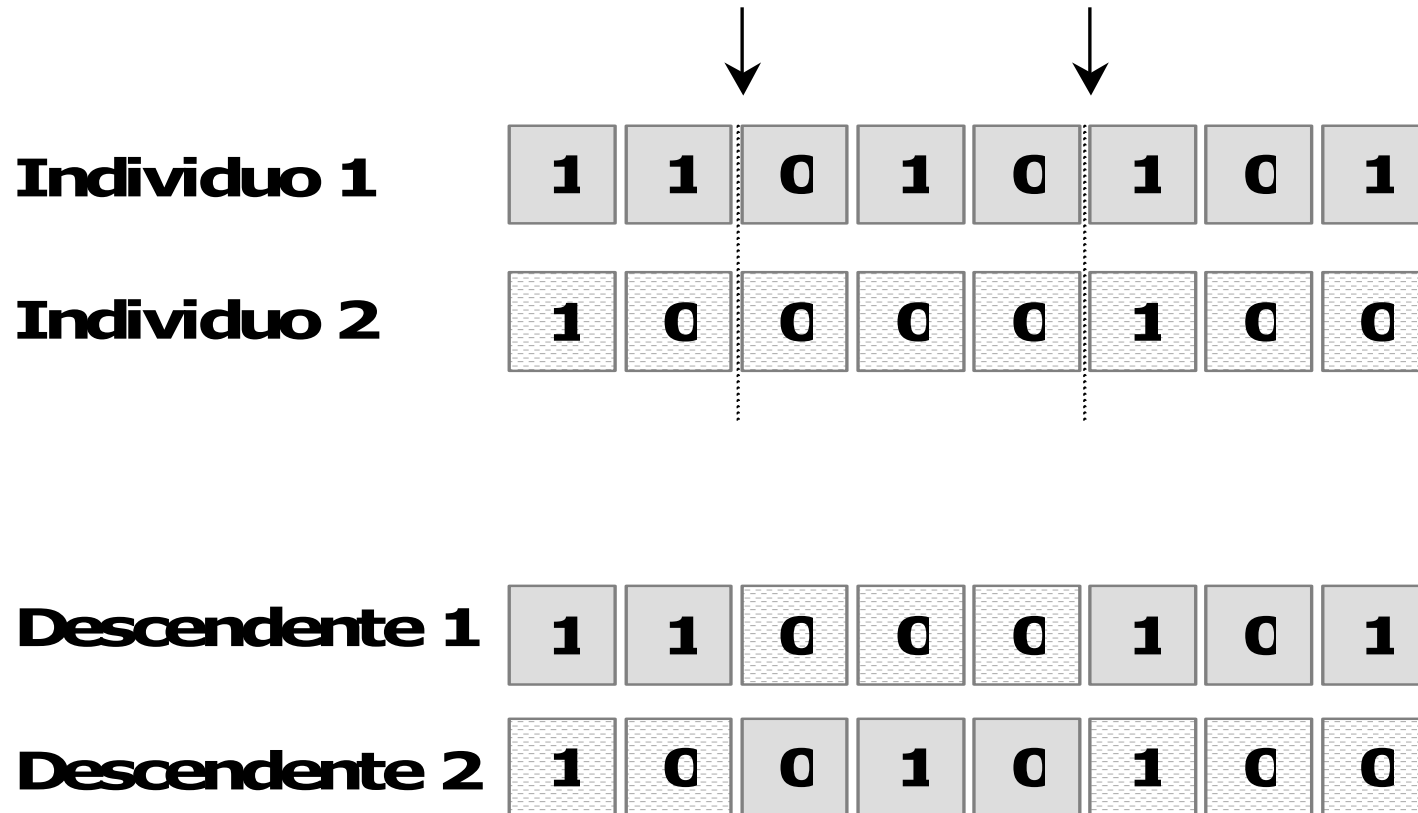 Individuo 1 1 1 0 1 0 1 0 1
Individuo 2 1 0 0 0 0 1 0 0
Descendente 1 1 1 0 0 0 1 0 1
Descendente 2 1 0 0 1 0 1 0 0